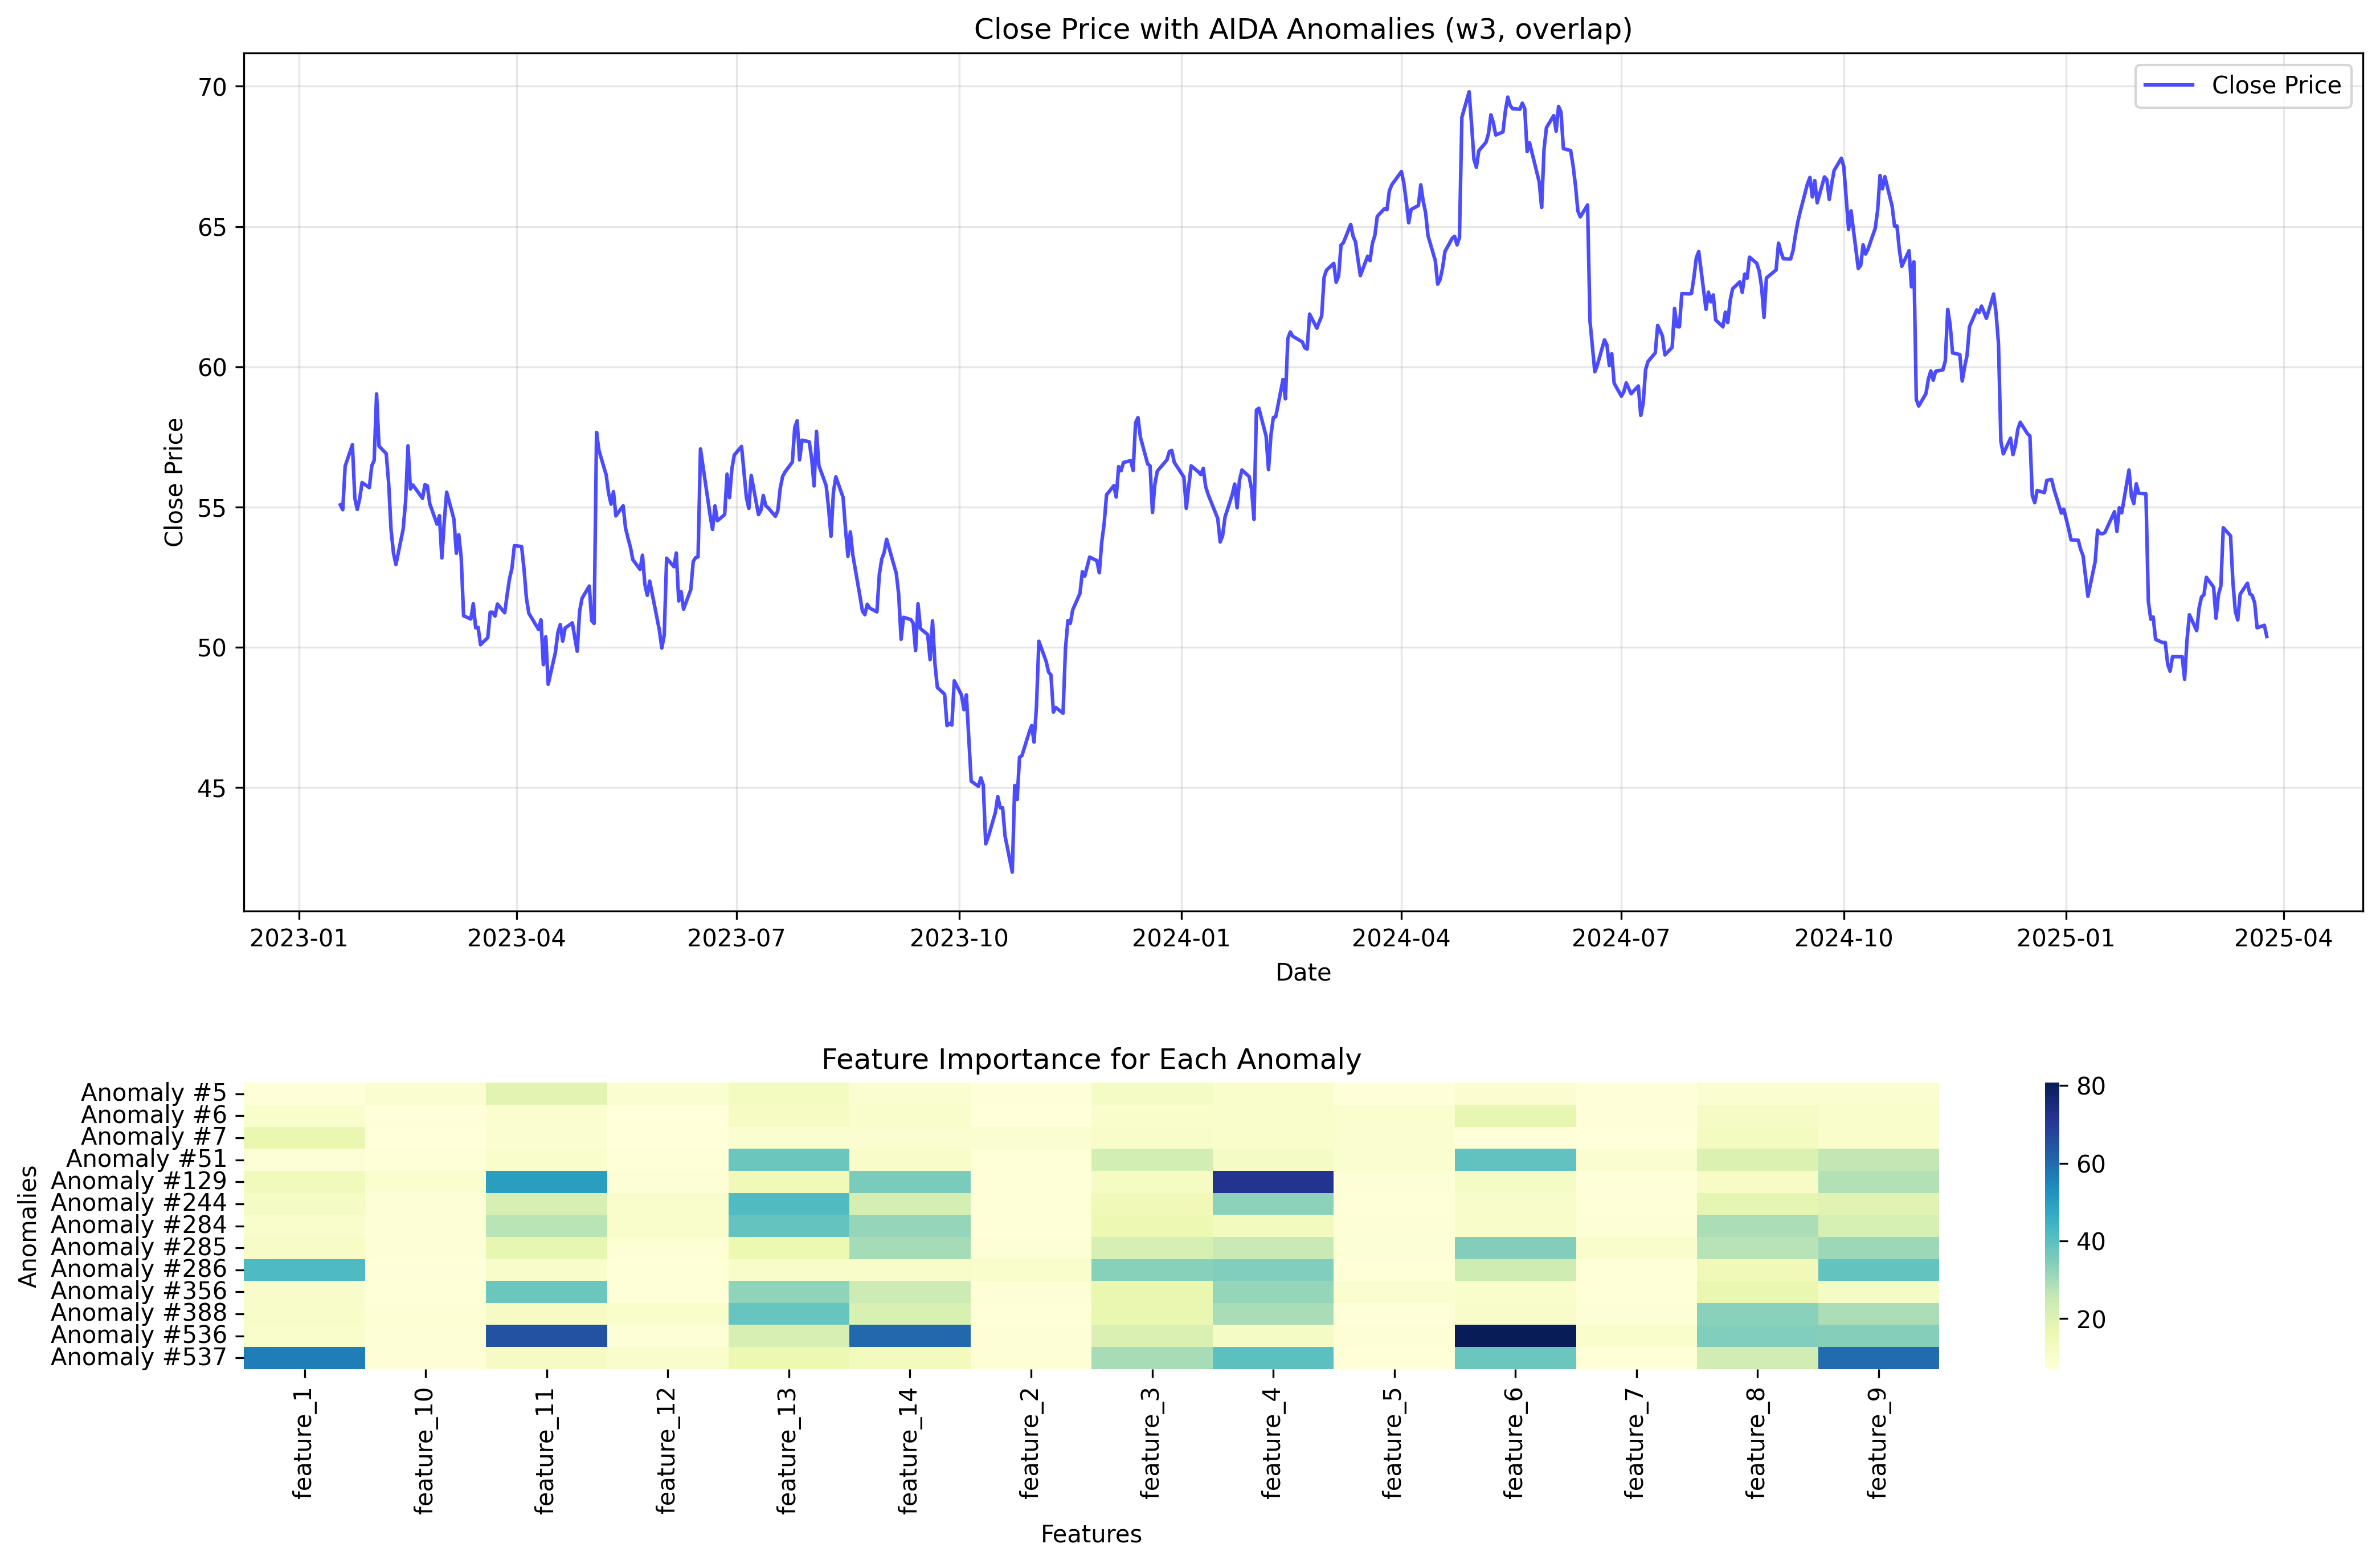 Close Price with AIDA Anomalies (w3, overlap)
Close Price
70
65
60
55
50
45
Close Price
2023-01 2023-04 2023-07 2023-10 2024-01 2024-04 2024-07 2024-10 2025-01 2025-04
Date
Feature Importance for Each Anomaly
Anomalies
Anomaly #5
Anomaly #6
Anomaly #7
Anomaly #51
Anomaly #129
Anomaly #244
Anomaly #284
Anomaly #285
Anomaly #286
Anomaly #356
Anomaly #388
Anomaly #536
Anomaly #537
80
60
40
20
feature_1 feature_10 feature_11 feature_12 feature_13 feature_14 feature_2 feature_3 feature_4 feature_5 feature_6 feature_7 feature_8 feature_9
Features